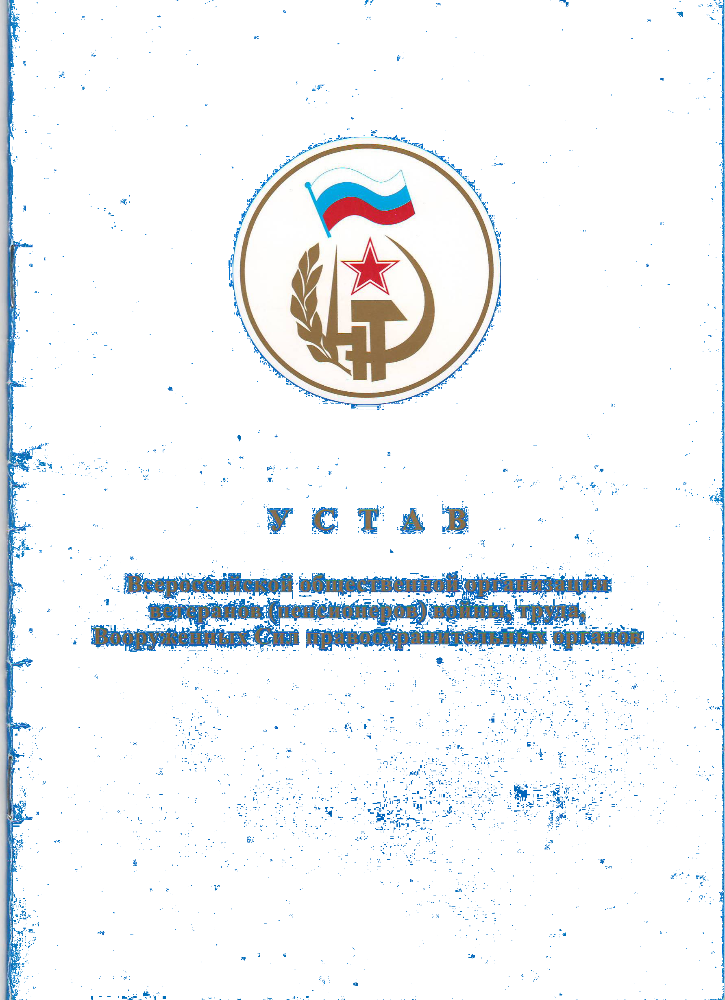 У С Т А В
Всероссийской общественной организации
ветеранов (пенсионеров) войны, труда,
Вооруженных Сил правоохранительных органов